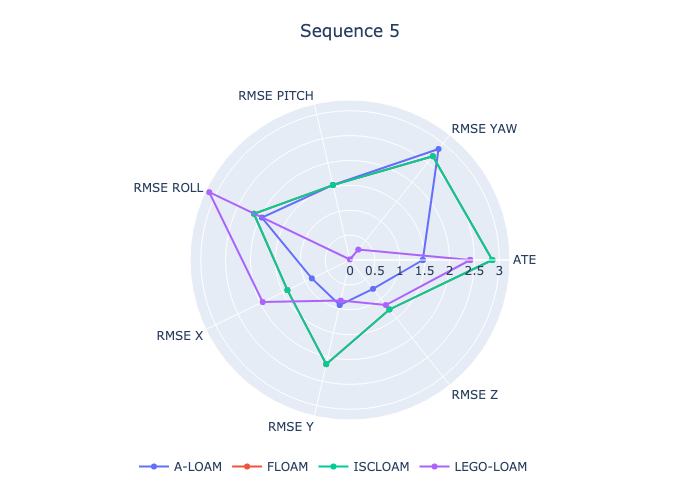 Sequence 5
RMSE PITCH
RMSE YAW
RMSE ROLL
ATE
0 0.5 1 1.5 2 2.5 3
RMSE X
RMSE Z
RMSE Y
A-LOAM FLOAM ISCLOAM LEGO-LOAM